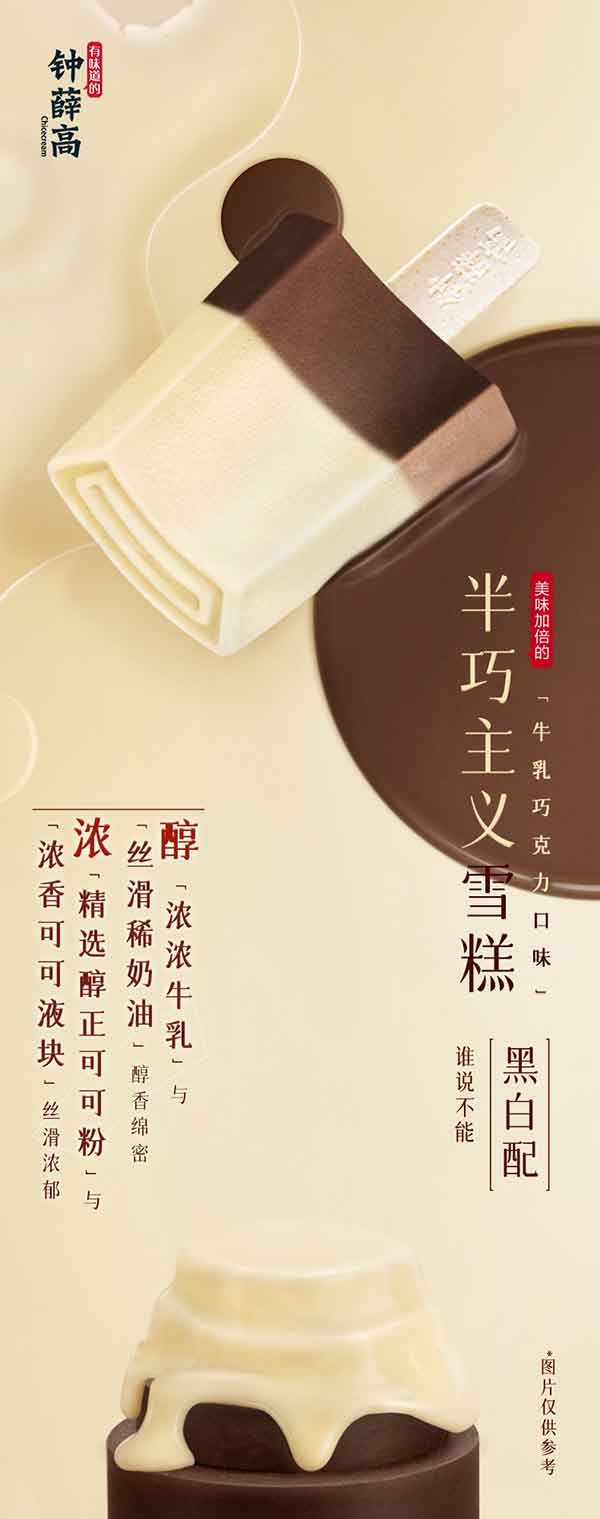 有味道的
钟薛高
Chicecream
美味加倍的
「牛乳巧克力口味」
半巧主义雪糕
黑白配
谁说不能
醇「浓浓牛乳」与
「丝滑稀奶油」醇香绵密
浓「精选醇正可可粉」与
「浓香可可液块」丝滑浓郁
*图片仅供参考